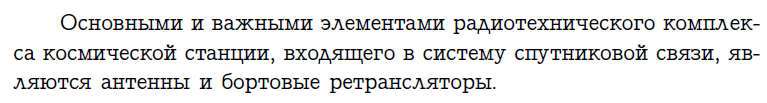 Основными и важными элементами радиотехнического комплек-
са космической станции, входящего в систему спутниковой связи, яв-
ляются антенны и бортовые ретрансляторы.